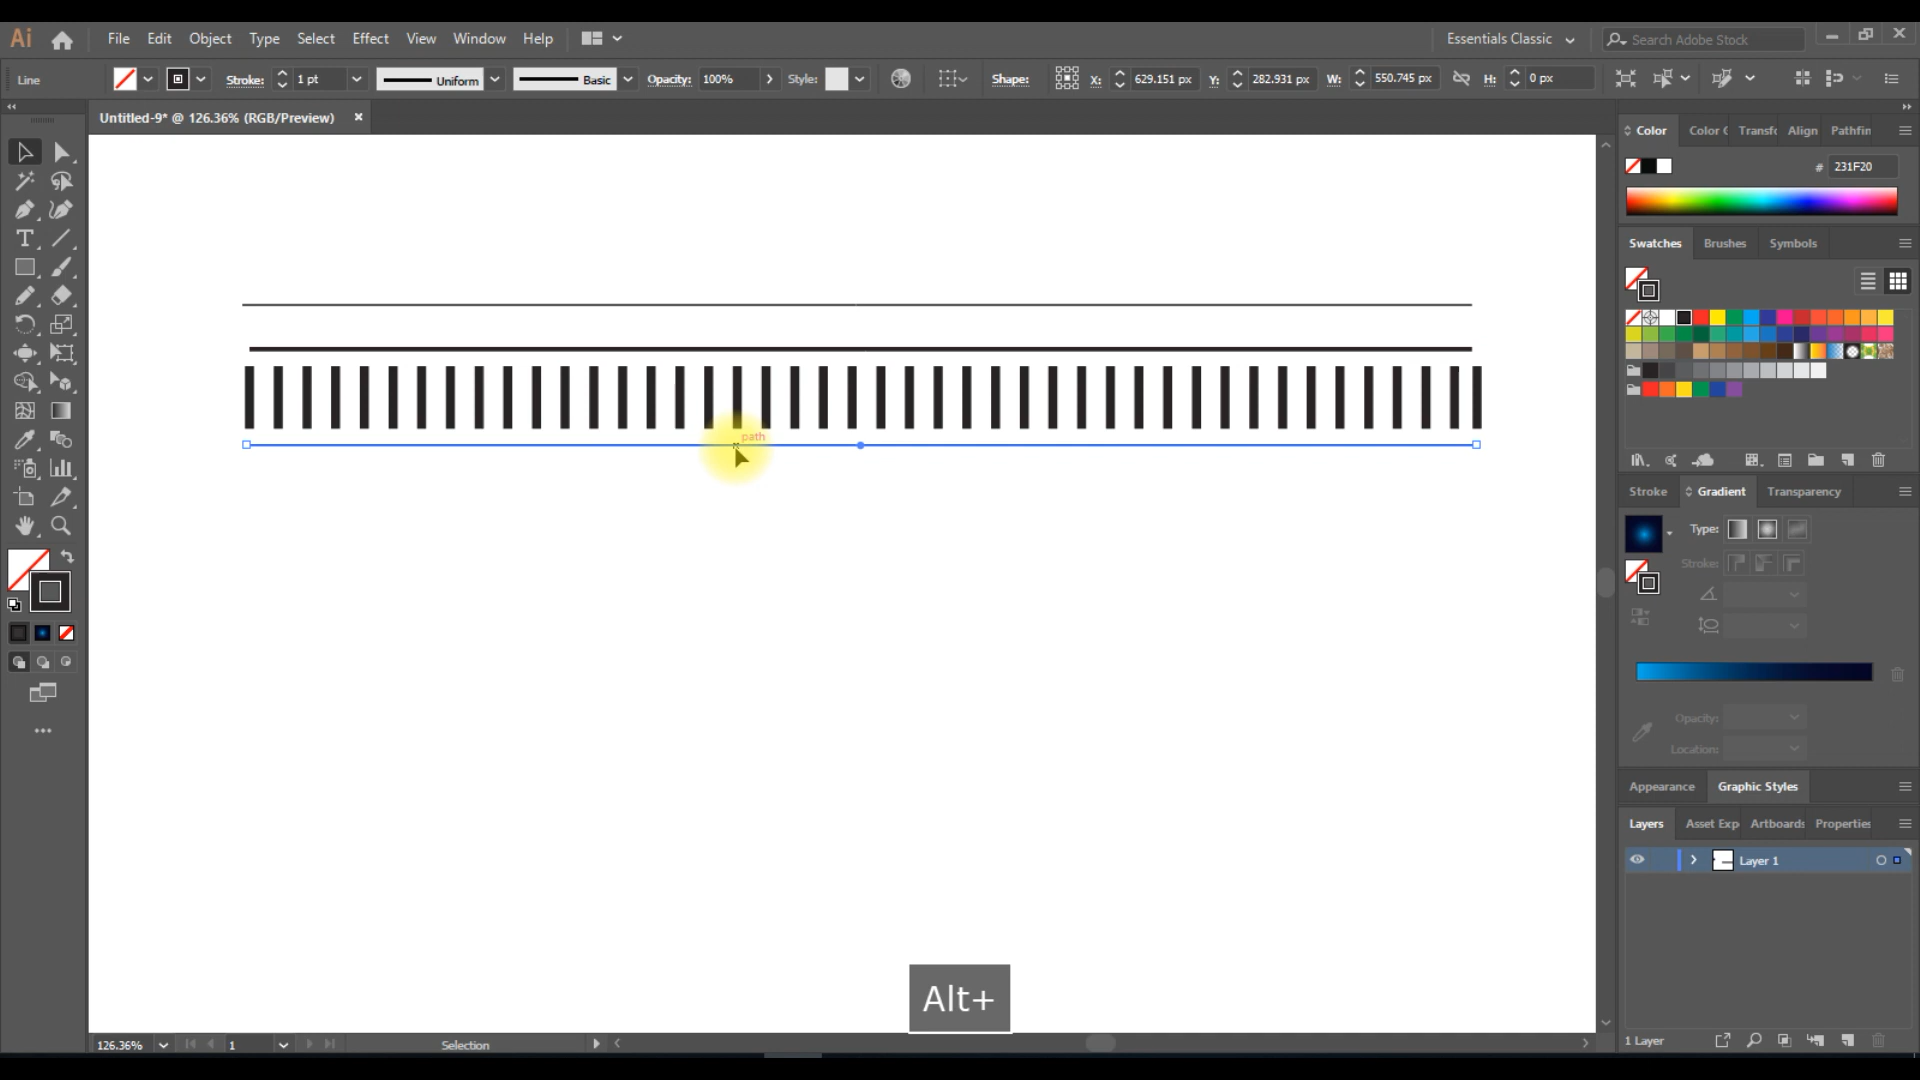 Ai File Edit Object Type Select Effect View Window Help Essentials Classic Search Adobe Stock
Line Stroke: 1 pt Uniform Basic Opacity: 100% Style: Shape: X: 629.151 px Y: 282.931 px W: 550.745 px H: 0 px
Untitled-9* @ 126.36% (RGB/Preview) ×
Color Color Transf Align Pathfin
# 231F20
Swatches Brushes Symbols
path
Stroke Gradient Transparency
Type:
Stroke:
Opacity:
Location:
Appearance Graphic Styles
Layers Asset Exp Artboards Properties
Layer 1
Alt+
126.36% 1 Selection
1 Layer